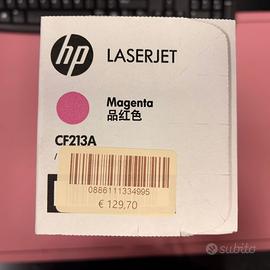 hp LASERJET
Magenta
品红色
CF213A
0886111334995
€ 129,70
subito